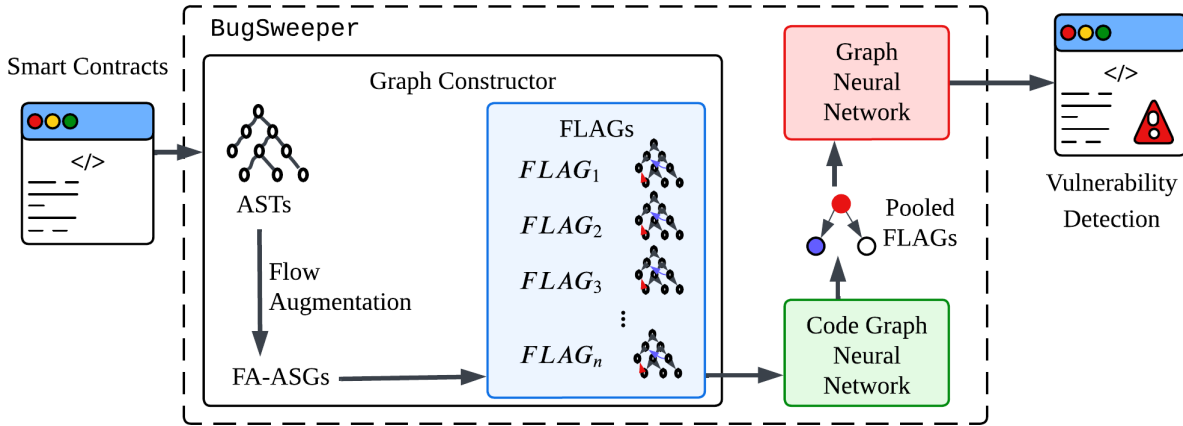 BugSweeper
Smart Contracts
</>
Graph Constructor
ASTs
Flow
Augmentation
FA-ASGs
FLAGs
FLAG₁
FLAG₂
FLAG₃
⋮
FLAGₙ
Code Graph
Neural
Network
Pooled
FLAGs
Graph
Neural
Network
</>
Vulnerability
Detection